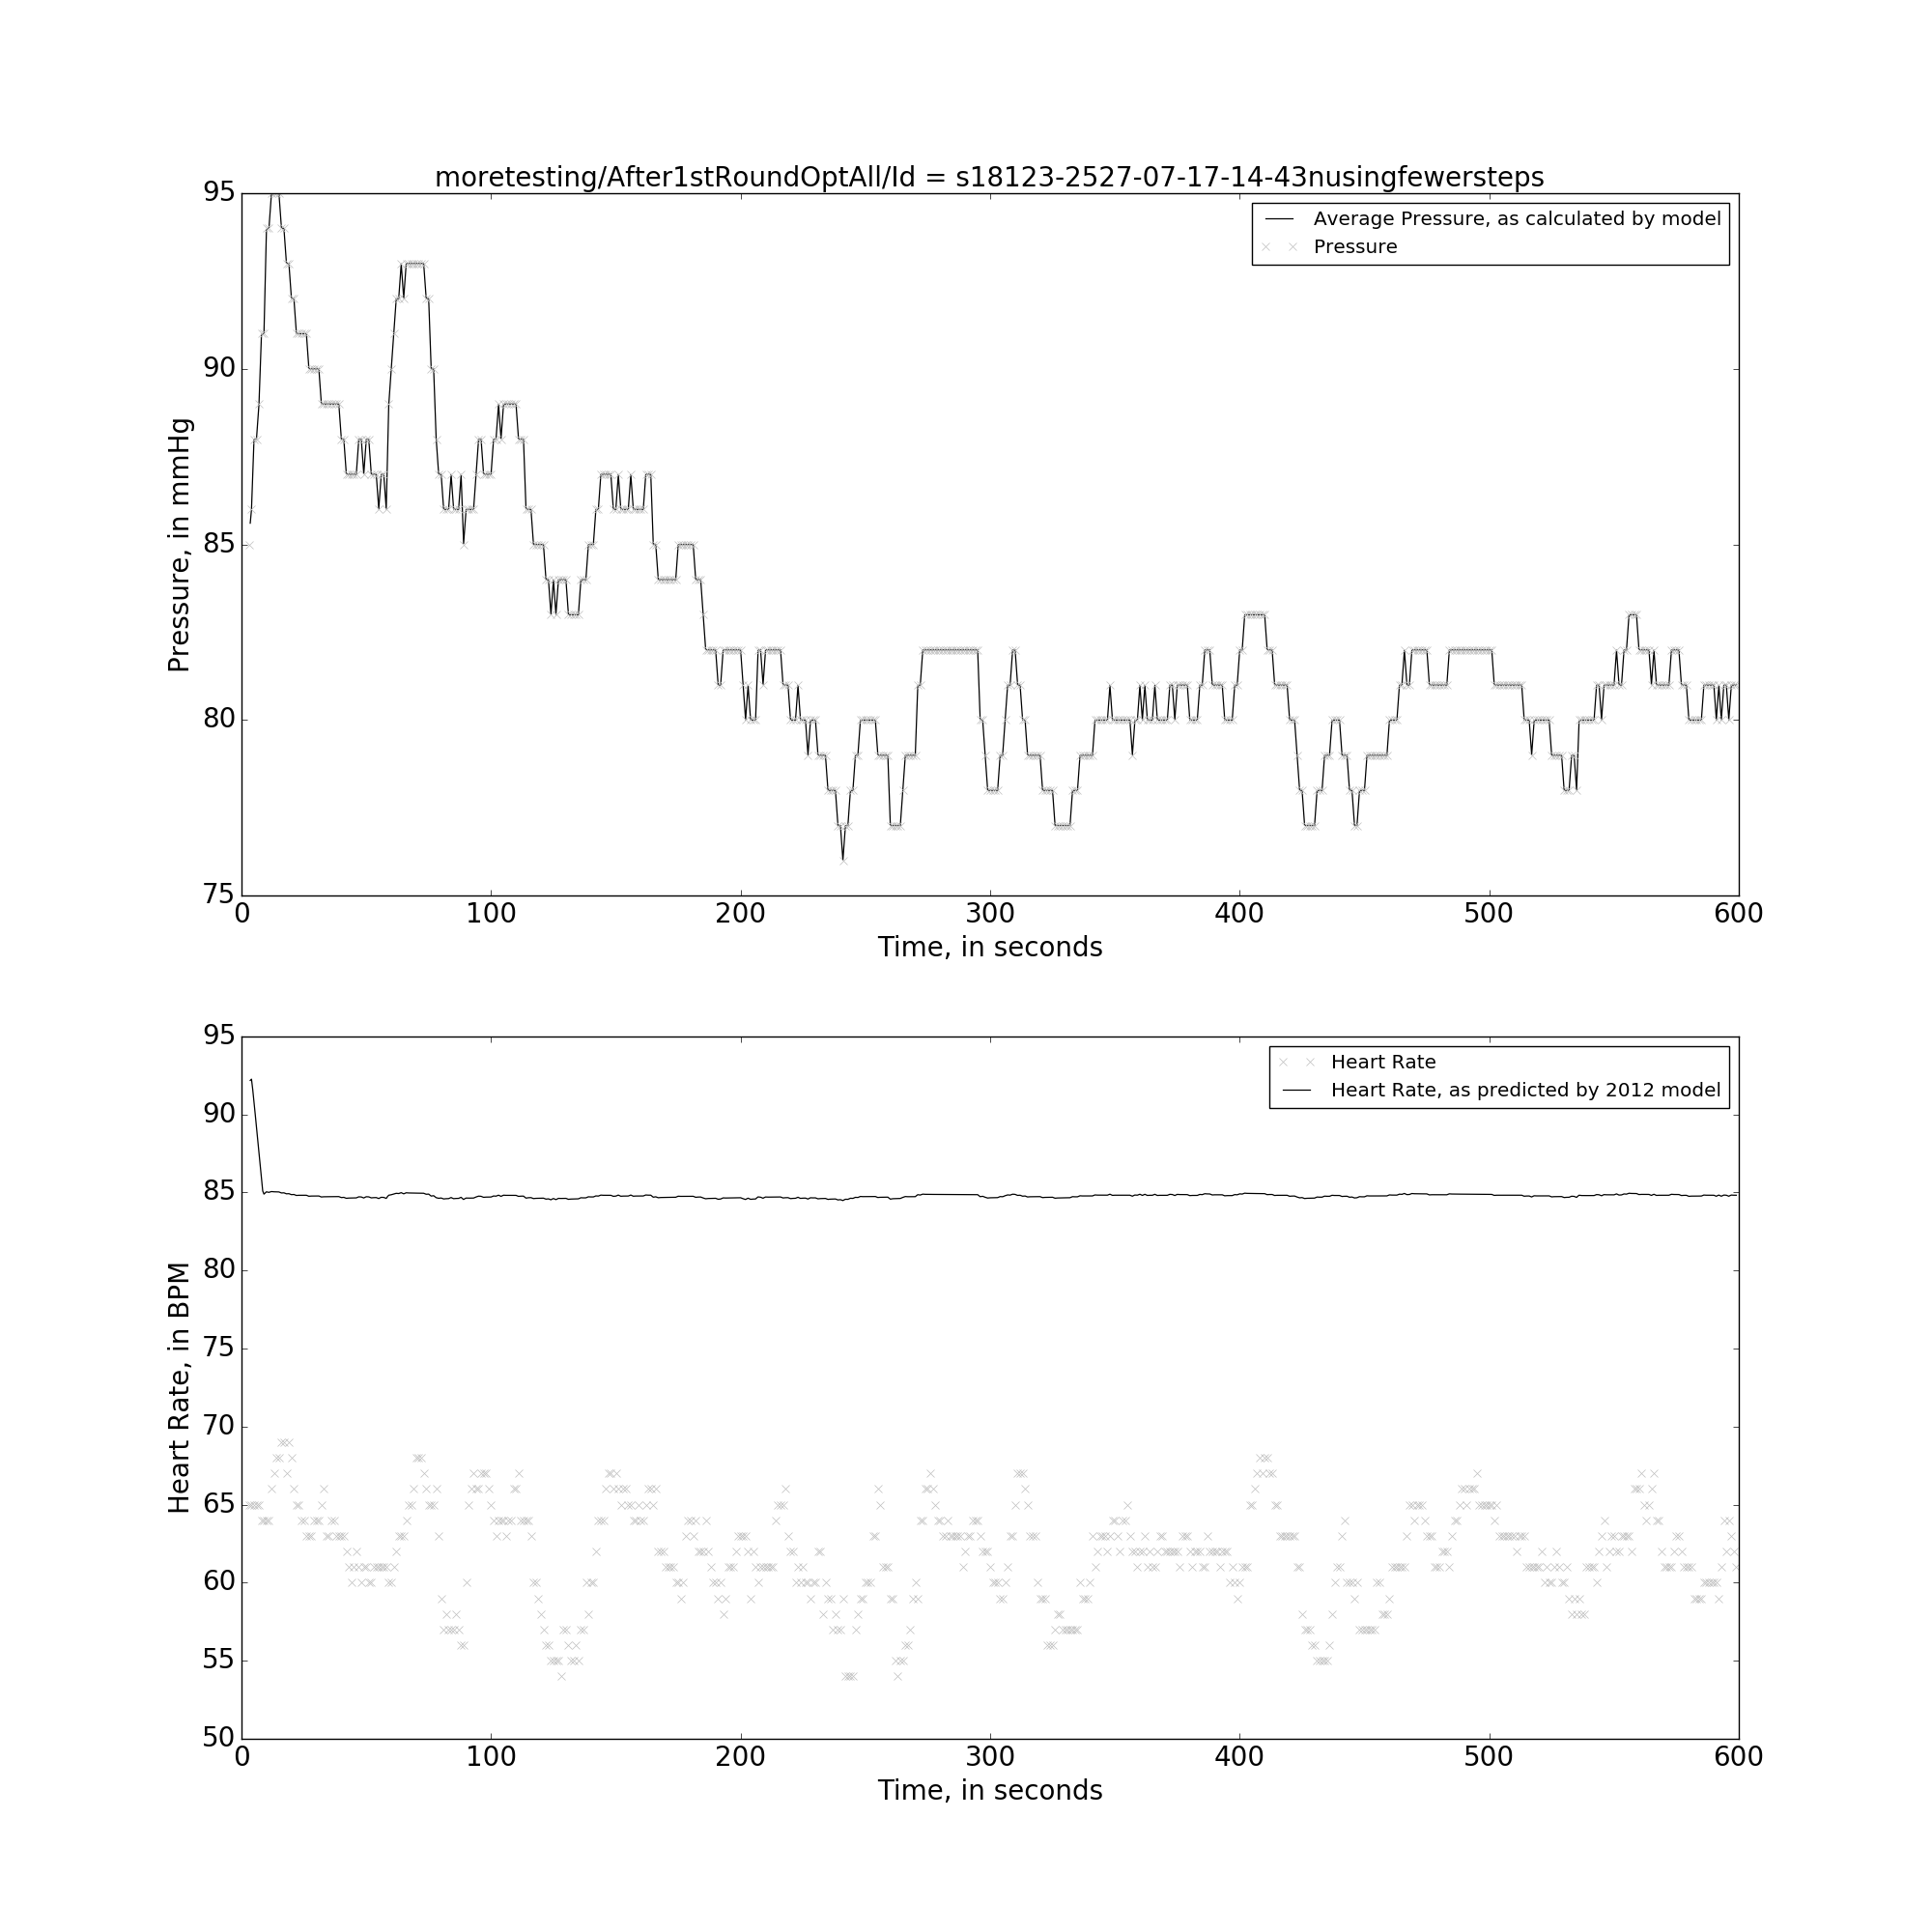 moretesting/After1stRoundOptAll/Id = s18123-2527-07-17-14-43nusingfewersteps
95
90
85
80
75
Pressure, in mmHg
Average Pressure, as calculated by model
Pressure
0 100 200 300 400 500 600
Time, in seconds
95
90
85
80
75
70
65
60
55
50
Heart Rate, in BPM
Heart Rate
Heart Rate, as predicted by 2012 model
0 100 200 300 400 500 600
Time, in seconds